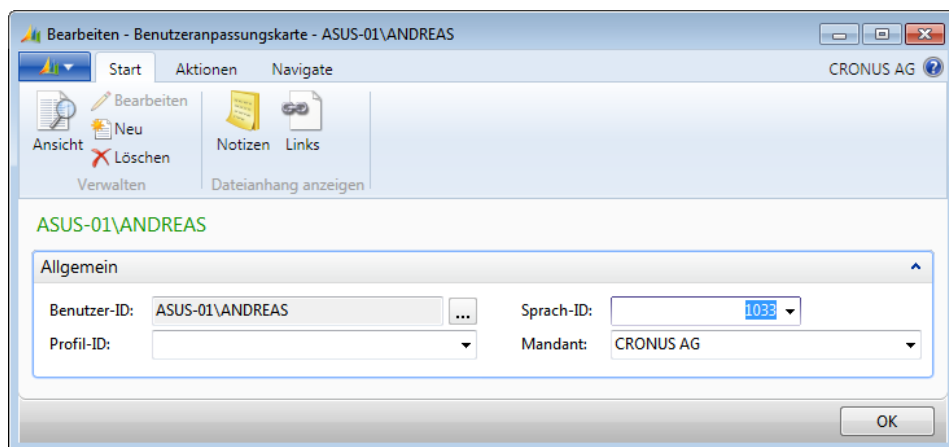 Bearbeiten - Benutzeranpassungskarte - ASUS-01\ANDREAS
Start Aktionen Navigate CRONUS AG
Ansicht
Bearbeiten
Neu
Löschen
Notizen Links
Verwalten Dateianhang anzeigen
ASUS-01\ANDREAS
Allgemein
Benutzer-ID: ASUS-01\ANDREAS ... Sprach-ID: 1033
Profil-ID: Mandant: CRONUS AG
OK